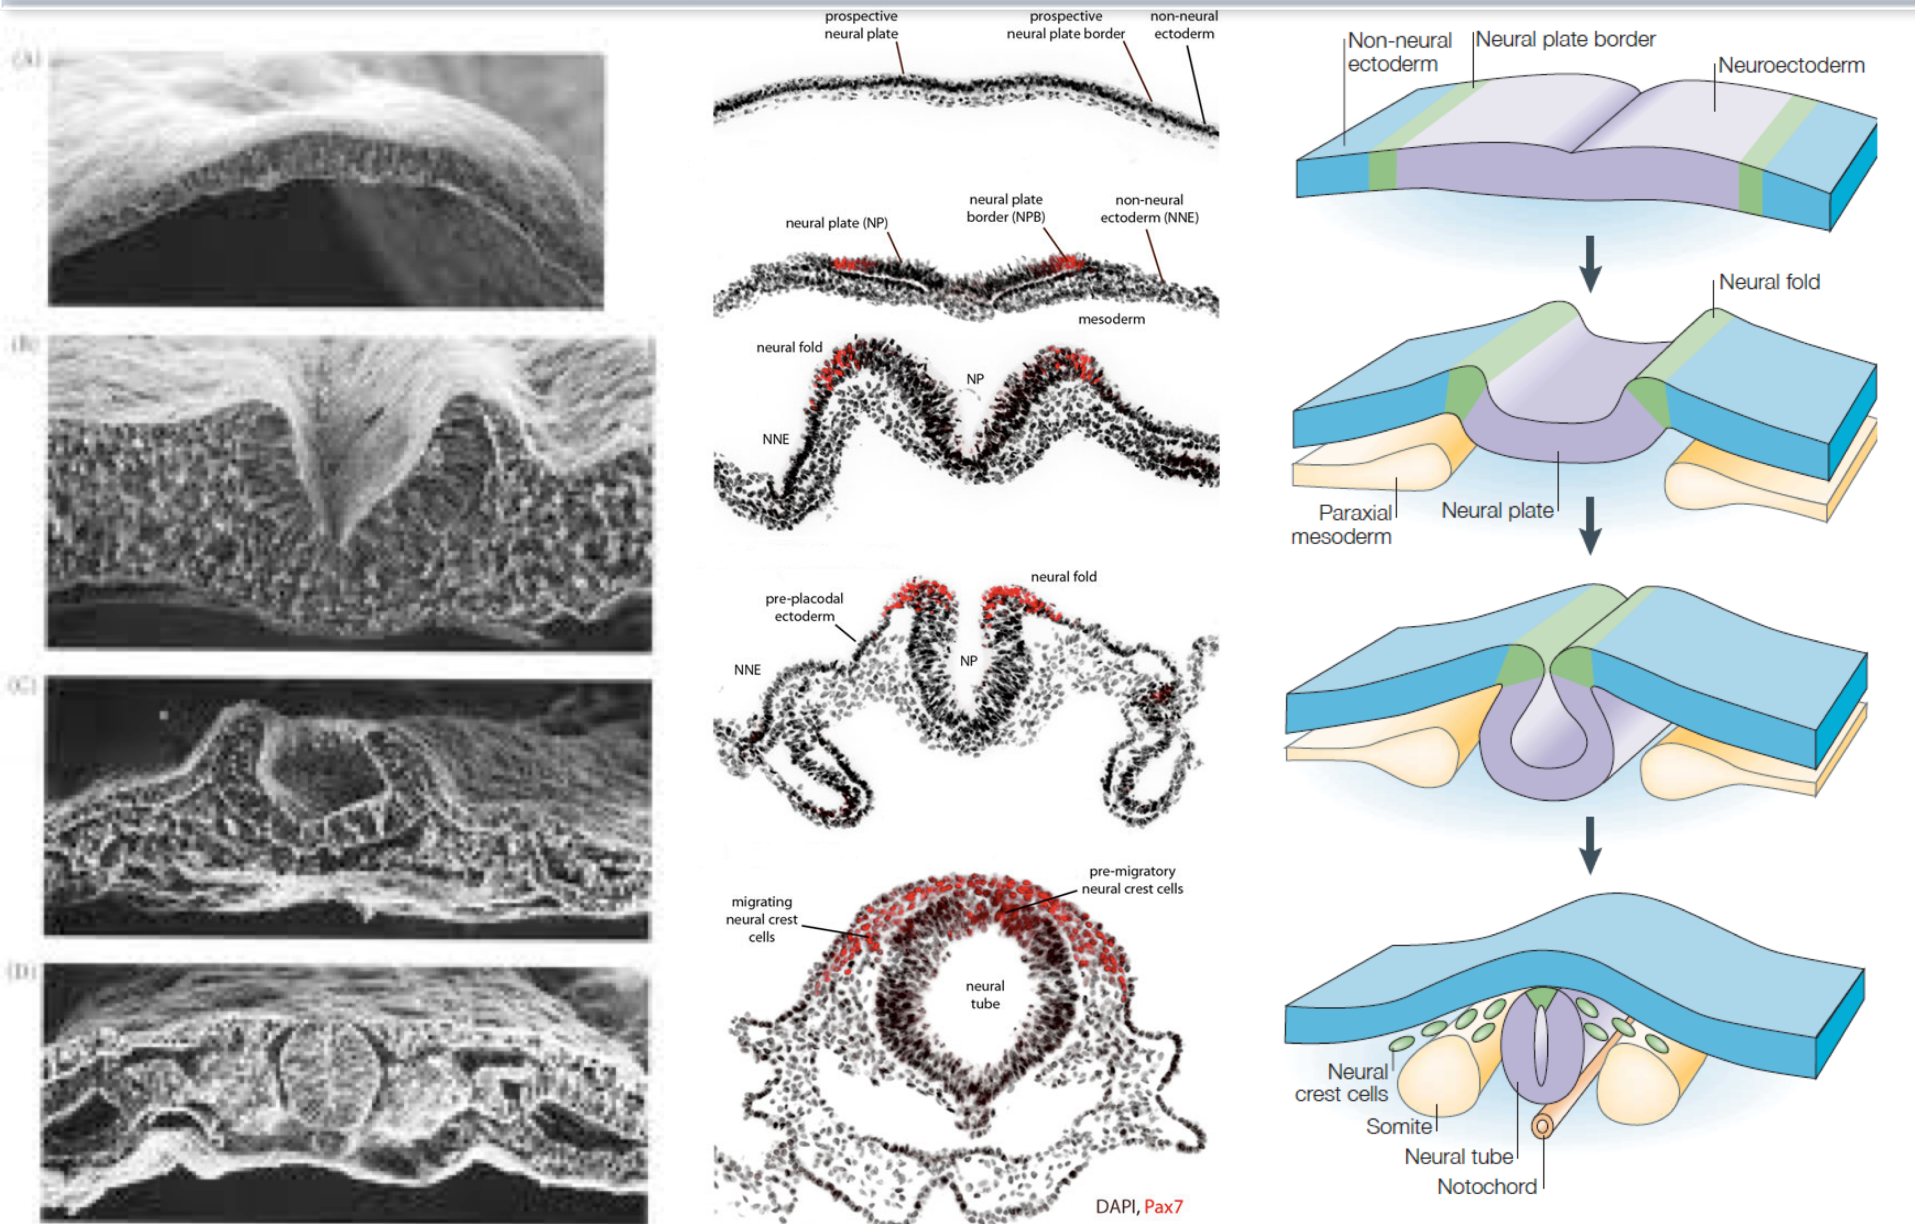 (A)
(B)
(C)
(D)
prospective
neural plate
prospective
neural plate border
non-neural
ectoderm
neural plate (NP)
neural plate
border (NPB)
non-neural
ectoderm (NNE)
mesoderm
neural fold
NP
NNE
neural fold
pre-placodal
ectoderm
NNE
NP
pre-migratory
neural crest cells
migrating
neural crest
cells
neural
tube
DAPI, Pax7
Non-neural
ectoderm
Neural plate border
Neuroectoderm
Neural fold
Paraxial
mesoderm
Neural plate
Neural
crest cells
Somite
Neural tube
Notochord